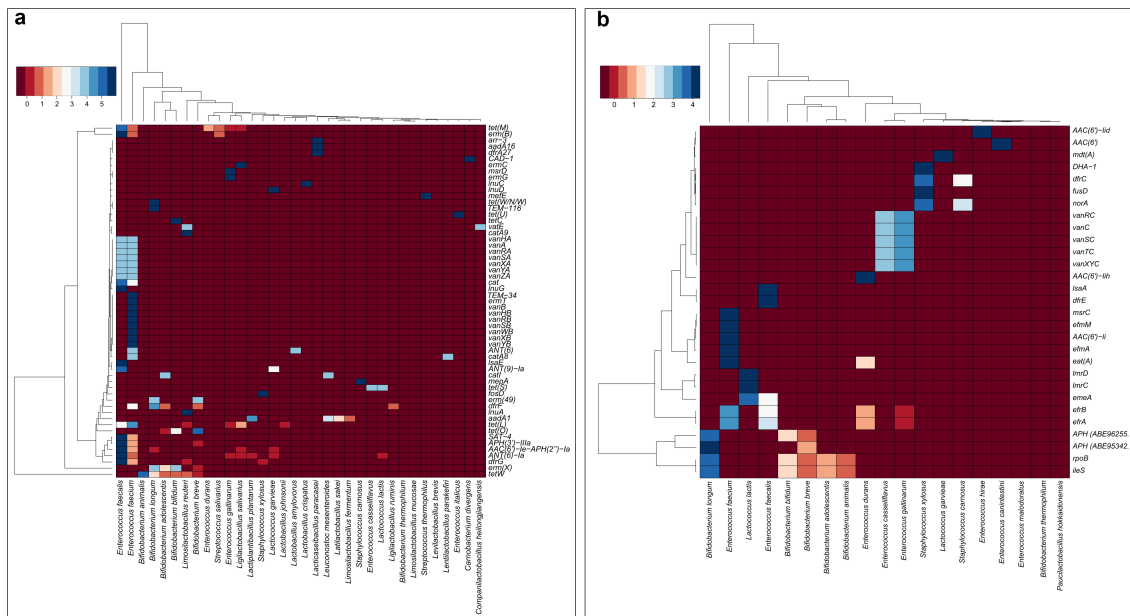 a
0 1 2 3 4 5
tet(M)
erm(B)
arr-3
aadA16
dfrA27
CAD-1
ermC
msrD
ermG
lnuC
lnuD
mefE
tet(W/N/W)
TEM-116
tet(U)
tetC
vatE
catA9
vanHA
vanA
vanRA
vanSA
vanXA
vanYA
vanZA
cat
lnuG
TEM-34
ermT
vanB
vanHB
vanRB
vanSB
vanWB
vanXB
vanYB
ANT(6)
catA8
lsaE
ANT(9)-Ia
catI
mepA
tet(S)
fosD
erm(49)
dfrF
lnuA
aadA1
tet(L)
tet(O)
SAT-4
APH(3')-IIIa
AAC(6')-Ie-APH(2'')-Ia
ANT(6)-Ia
dfrG
erm(X)
tetW
Enterococcus faecalis
Enterococcus faecium
Bifidobacterium animalis
Bifidobacterium longum
Bifidobacterium adolescentis
Bifidobacterium bifidum
Limosilactobacillus reuteri
Bifidobacterium breve
Enterococcus durans
Streptococcus salivarius
Enterococcus gallinarum
Ligilactobacillus salivarius
Lactiplantibacillus plantarum
Staphylococcus xylosus
Lactococcus garvieae
Lactobacillus johnsonii
Lactobacillus amylovorus
Lactobacillus crispatus
Lacticaseibacillus paracasei
Leuconostoc mesenteroides
Latilactobacillus sakei
Limosilactobacillus fermentum
Staphylococcus carnosus
Enterococcus casseliflavus
Lactococcus lactis
Ligilactobacillus ruminis
Bifidobacterium thermophilum
Limosilactobacillus mucosae
Streptococcus thermophilus
Levilactobacillus brevis
Lentilactobacillus parakefiri
Enterococcus italicus
Carnobacterium divergens
Companilactobacillus heilongjiangensis
b
0 1 2 3 4
AAC(6')-Iid
AAC(6')
mdt(A)
DHA-1
dfrC
fusD
norA
vanRC
vanC
vanSC
vanTC
vanXYC
AAC(6')-Iih
lsaA
dfrE
msrC
efmM
AAC(6')-Ii
efmA
eat(A)
lmrD
lmrC
emeA
efrB
efrA
APH (ABE96255.
APH (ABE95342.
rpoB
ileS
Bifidobacterium longum
Enterococcus faecium
Lactococcus lactis
Enterococcus faecalis
Bifidobacterium bifidum
Bifidobacterium breve
Bifidobacterium adolescentis
Bifidobacterium animalis
Enterococcus durans
Enterococcus casseliflavus
Enterococcus gallinarum
Staphylococcus xylosus
Lactococcus garvieae
Staphylococcus carnosus
Enterococcus hirae
Enterococcus canintestini
Enterococcus malodoratus
Bifidobacterium thermophilum
Paucilactobacillus hokkaidonensis